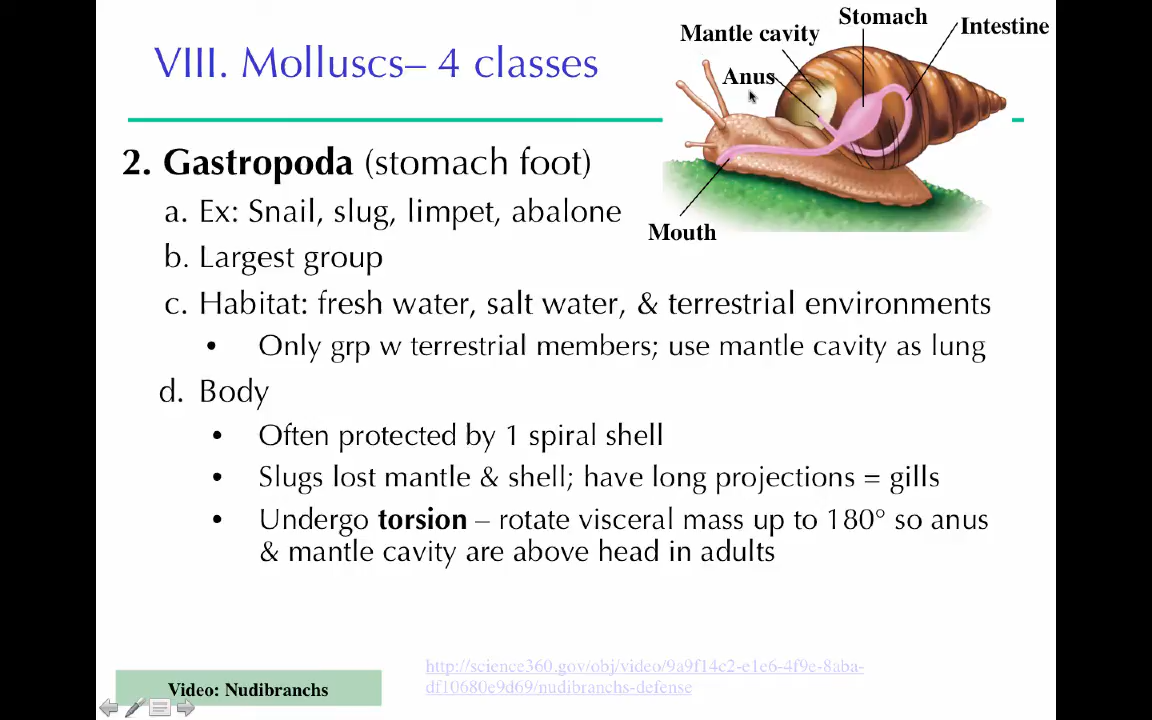 VIII. Molluscs– 4 classes
Mantle cavity
Stomach
Intestine
Anus
Mouth
2. Gastropoda (stomach foot)
a. Ex: Snail, slug, limpet, abalone
b. Largest group
c. Habitat: fresh water, salt water, & terrestrial environments
• Only grp w terrestrial members; use mantle cavity as lung
d. Body
• Often protected by 1 spiral shell
• Slugs lost mantle & shell; have long projections = gills
• Undergo torsion – rotate visceral mass up to 180° so anus
& mantle cavity are above head in adults
Video: Nudibranchs
http://science360.gov/obj/video/9a9f14c2-e1e6-4f9e-8aba-
df10680e9d69/nudibranchs-defense